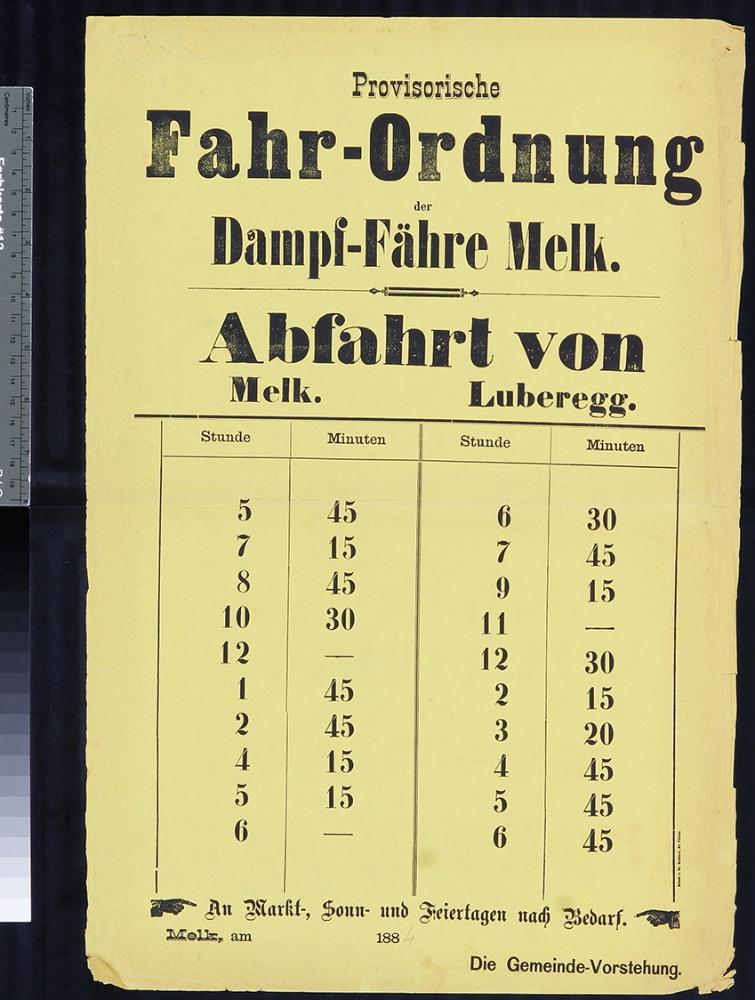 Provisorische
Fahr-Ordnung
der
Dampf-Fähre Melk.
Abfahrt von
Melk. Luberegg.
Stunde Minuten Stunde Minuten
5 45 6 30
7 15 7 45
8 45 9 15
10 30 11 —
12 — 12 30
1 45 2 15
2 45 3 20
4 15 4 45
5 15 5 45
6 — 6 45
An Markt-, Sonn- und Feiertagen nach Bedarf.
Melk, am 1884
Die Gemeinde-Vorstehung.